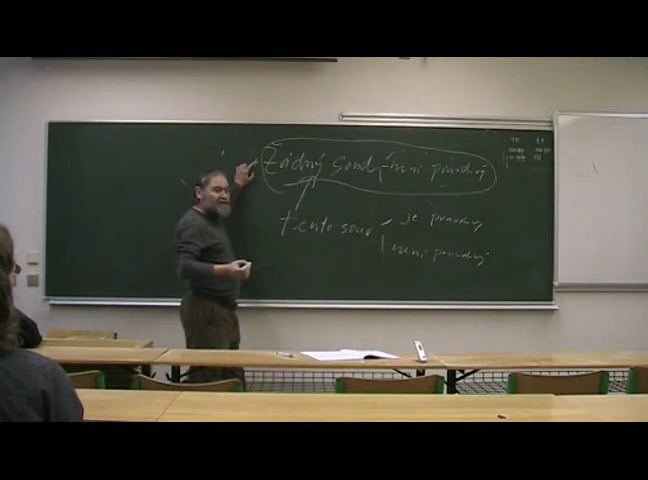 Žádný soud není pravdivý
tento soud je pravdivý
není pravdivý